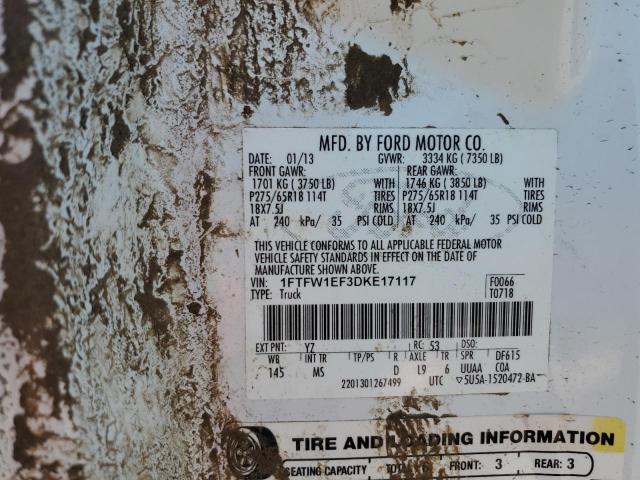 MFD. BY FORD MOTOR CO.
DATE: 01/13 GVWR: 3334 KG ( 7350 LB)
FRONT GAWR: REAR GAWR:
1701 KG ( 3750 LB) WITH 1746 KG ( 3850 LB) WITH
P275/65R18 114T TIRES P275/65R18 114T TIRES
18X7.5J RIMS 18X7.5J RIMS
AT 240 kPa/ 35 PSI COLD AT 240 kPa/ 35 PSI COLD
THIS VEHICLE CONFORMS TO ALL APPLICABLE FEDERAL MOTOR
VEHICLE SAFETY STANDARDS IN EFFECT ON THE DATE OF
MANUFACTURE SHOWN ABOVE.
VIN: 1FTFW1EF3DKE17117 F0066
TYPE: Truck T0718
EXT PNT: YZ RC: 53 DSO:
WB INT TR TP/PS R AXLE TR SPR DF615
145 MS D L9 6 UUAA COA
2201301267499 UTC ▽5U5A-1520472-BA
TIRE AND LOADING INFORMATION
SEATING CAPACITY FRONT: 3 REAR: 3